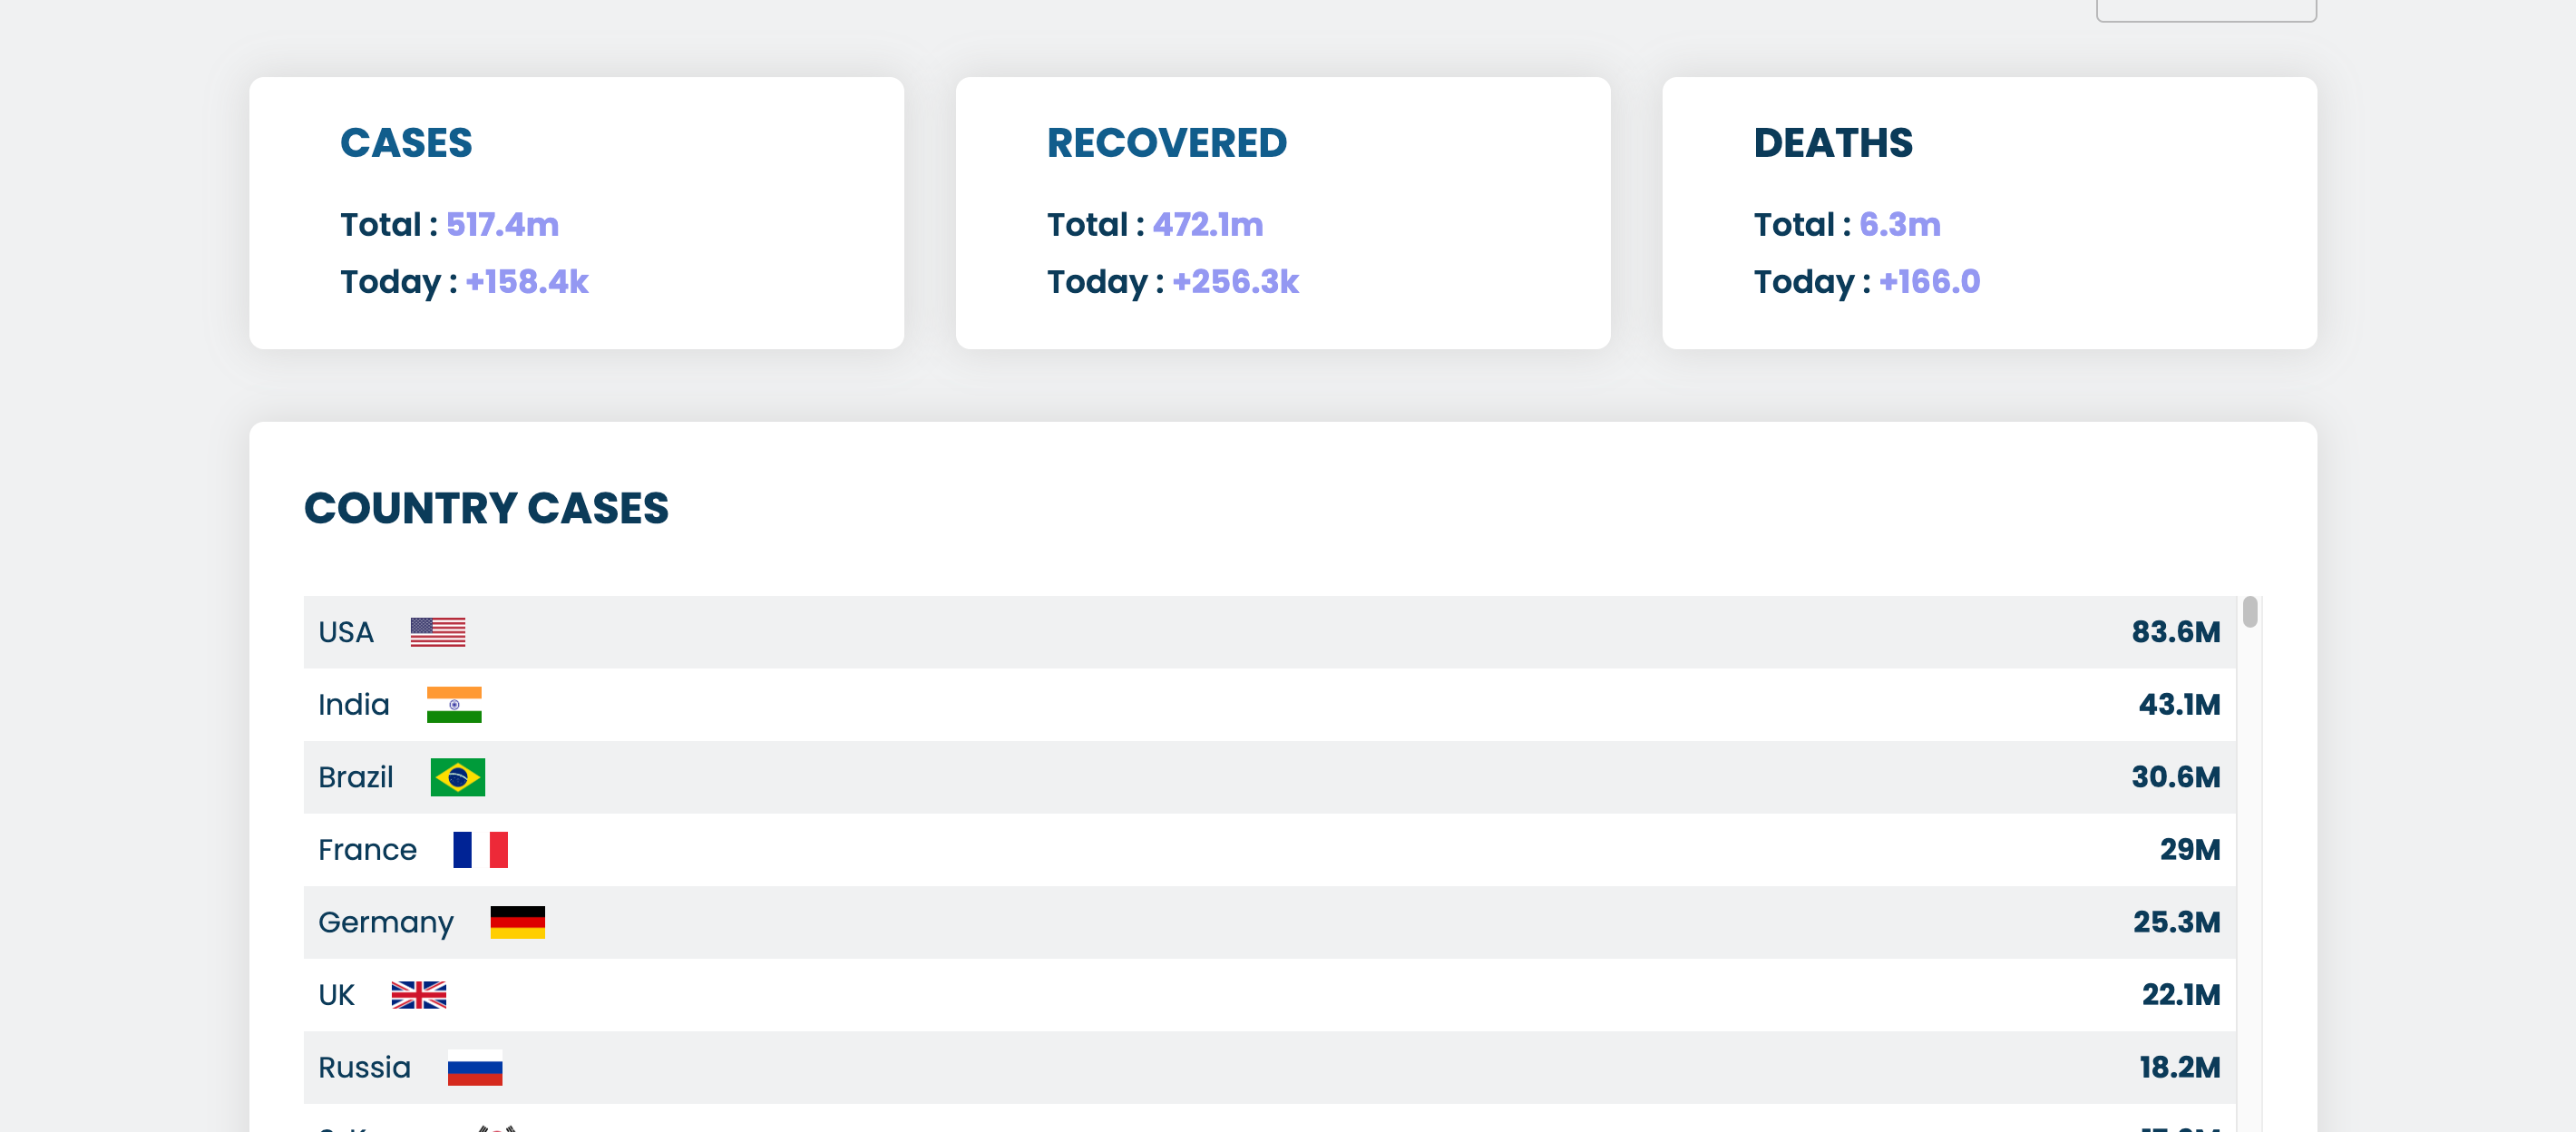 CASES
Total : 517.4m
Today : +158.4k
RECOVERED
Total : 472.1m
Today : +256.3k
DEATHS
Total : 6.3m
Today : +166.0
COUNTRY CASES
USA 83.6M
India 43.1M
Brazil 30.6M
France 29M
Germany 25.3M
UK 22.1M
Russia 18.2M